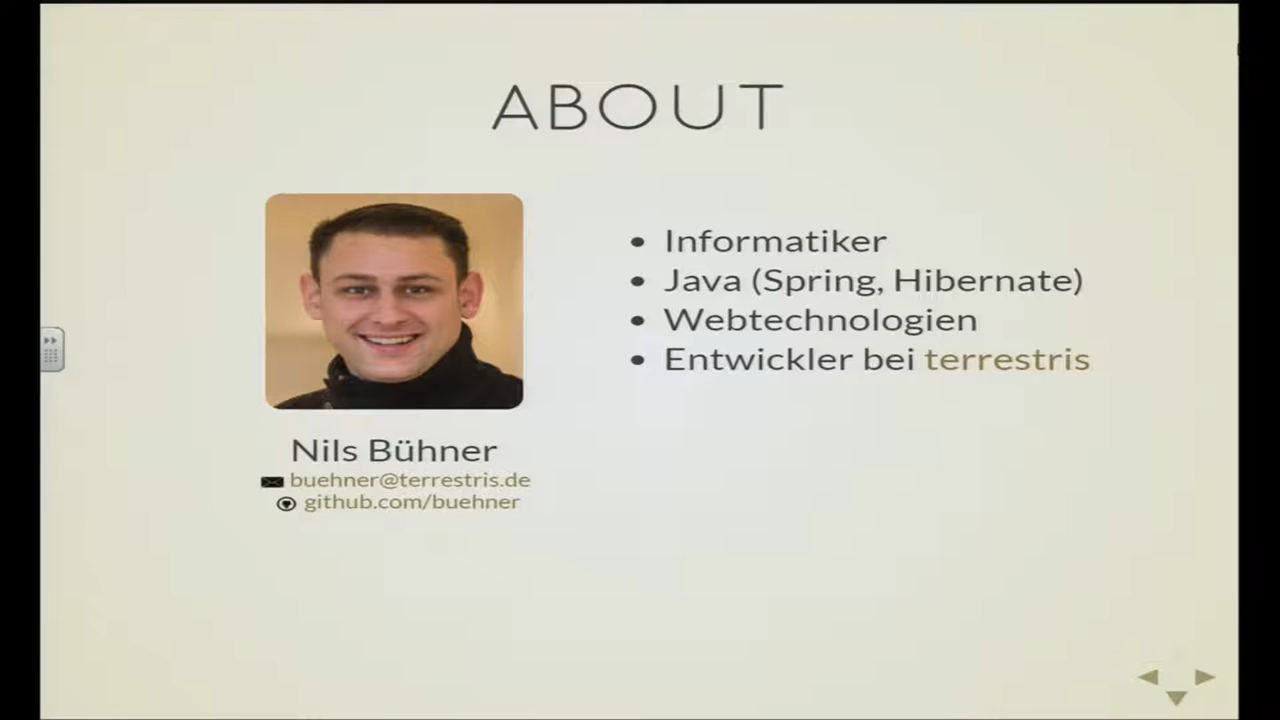 ABOUT
Informatiker
Java (Spring, Hibernate)
Webtechnologien
Entwickler bei terrestris
Nils Bühner
buehner@terrestris.de
github.com/buehner